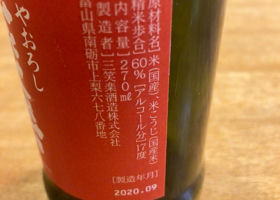 原材料名)米(国産)、米こうじ(国産米)
精米歩合)60%【アルコール分】17度
内容量)270ml
製造者)三笑楽酒造株式会社
富山県南砺市上梨六七八番地
やおろし
[製造年月]
2020.09